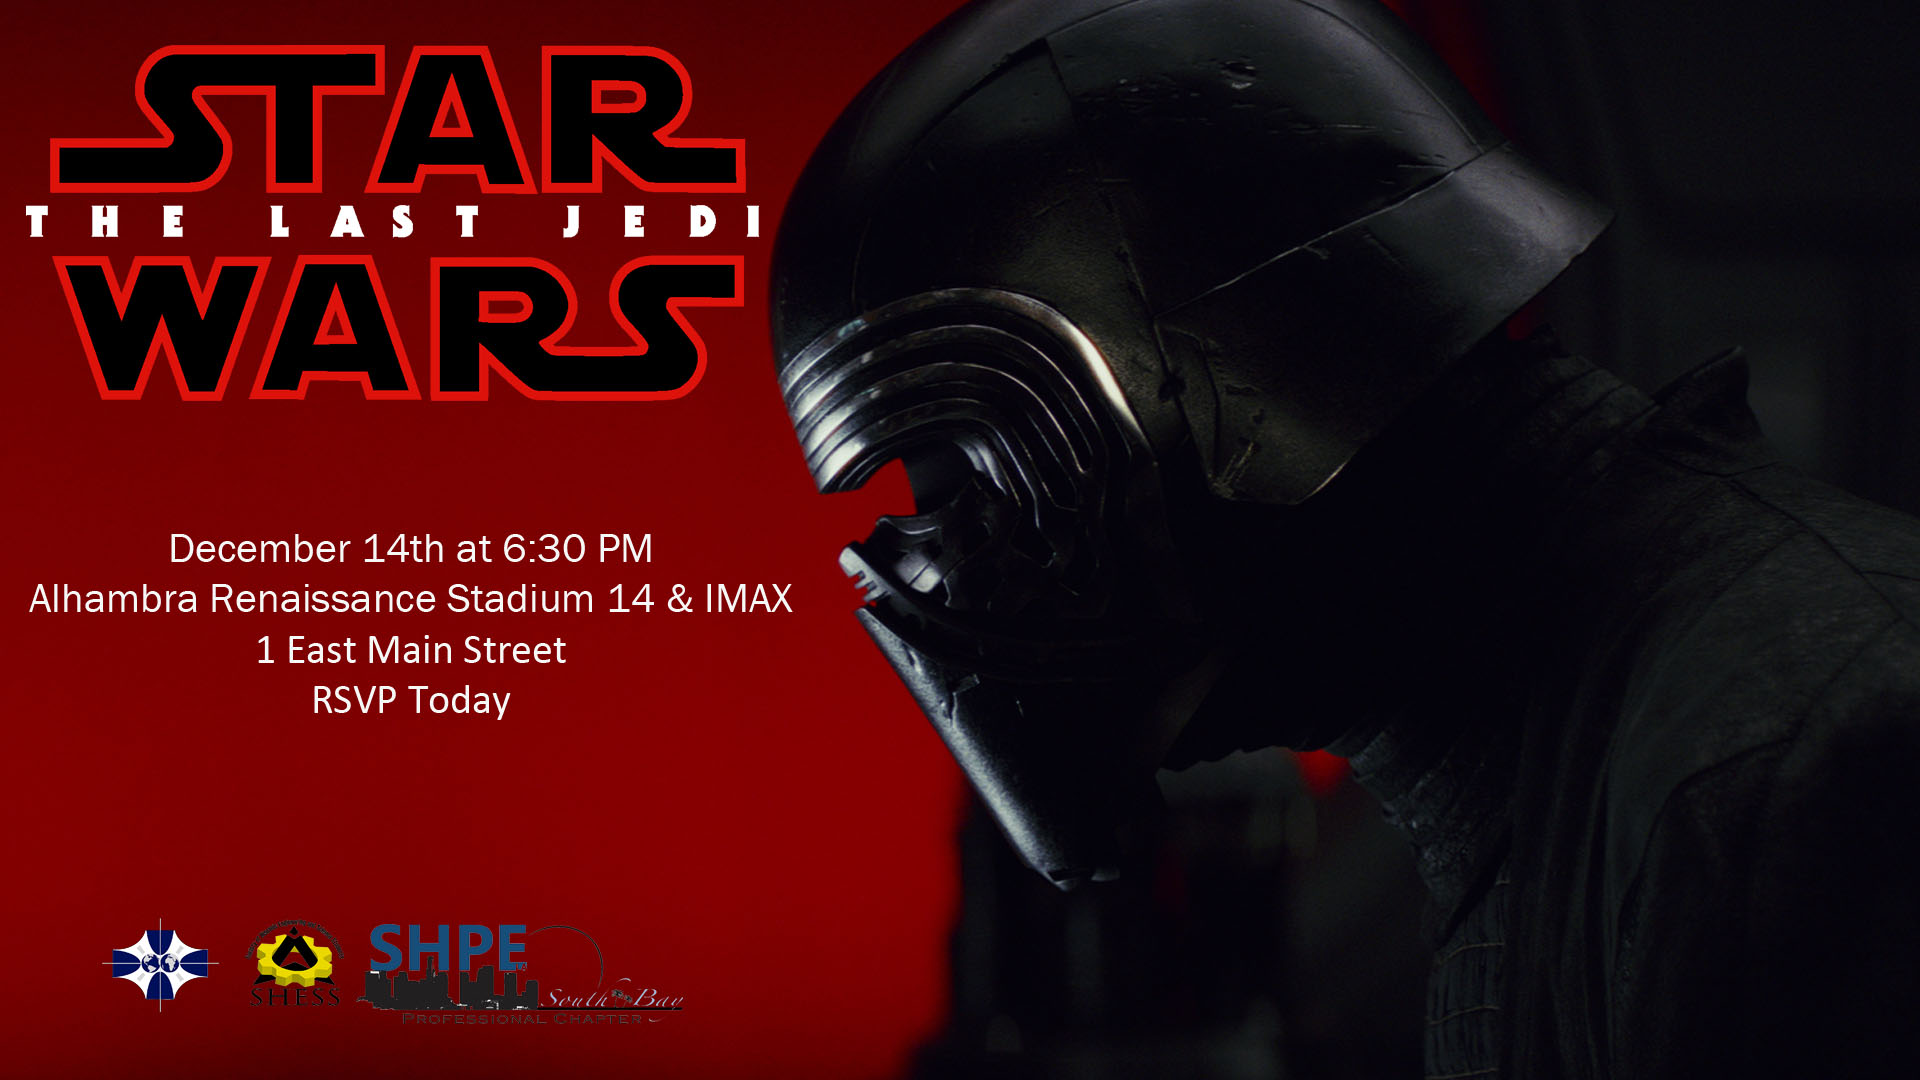 STAR
THE LAST JEDI
WARS
December 14th at 6:30 PM
Alhambra Renaissance Stadium 14 & IMAX
1 East Main Street
RSVP Today
SHESS
SHPE
South Bay
PROFESSIONAL CHAPTER